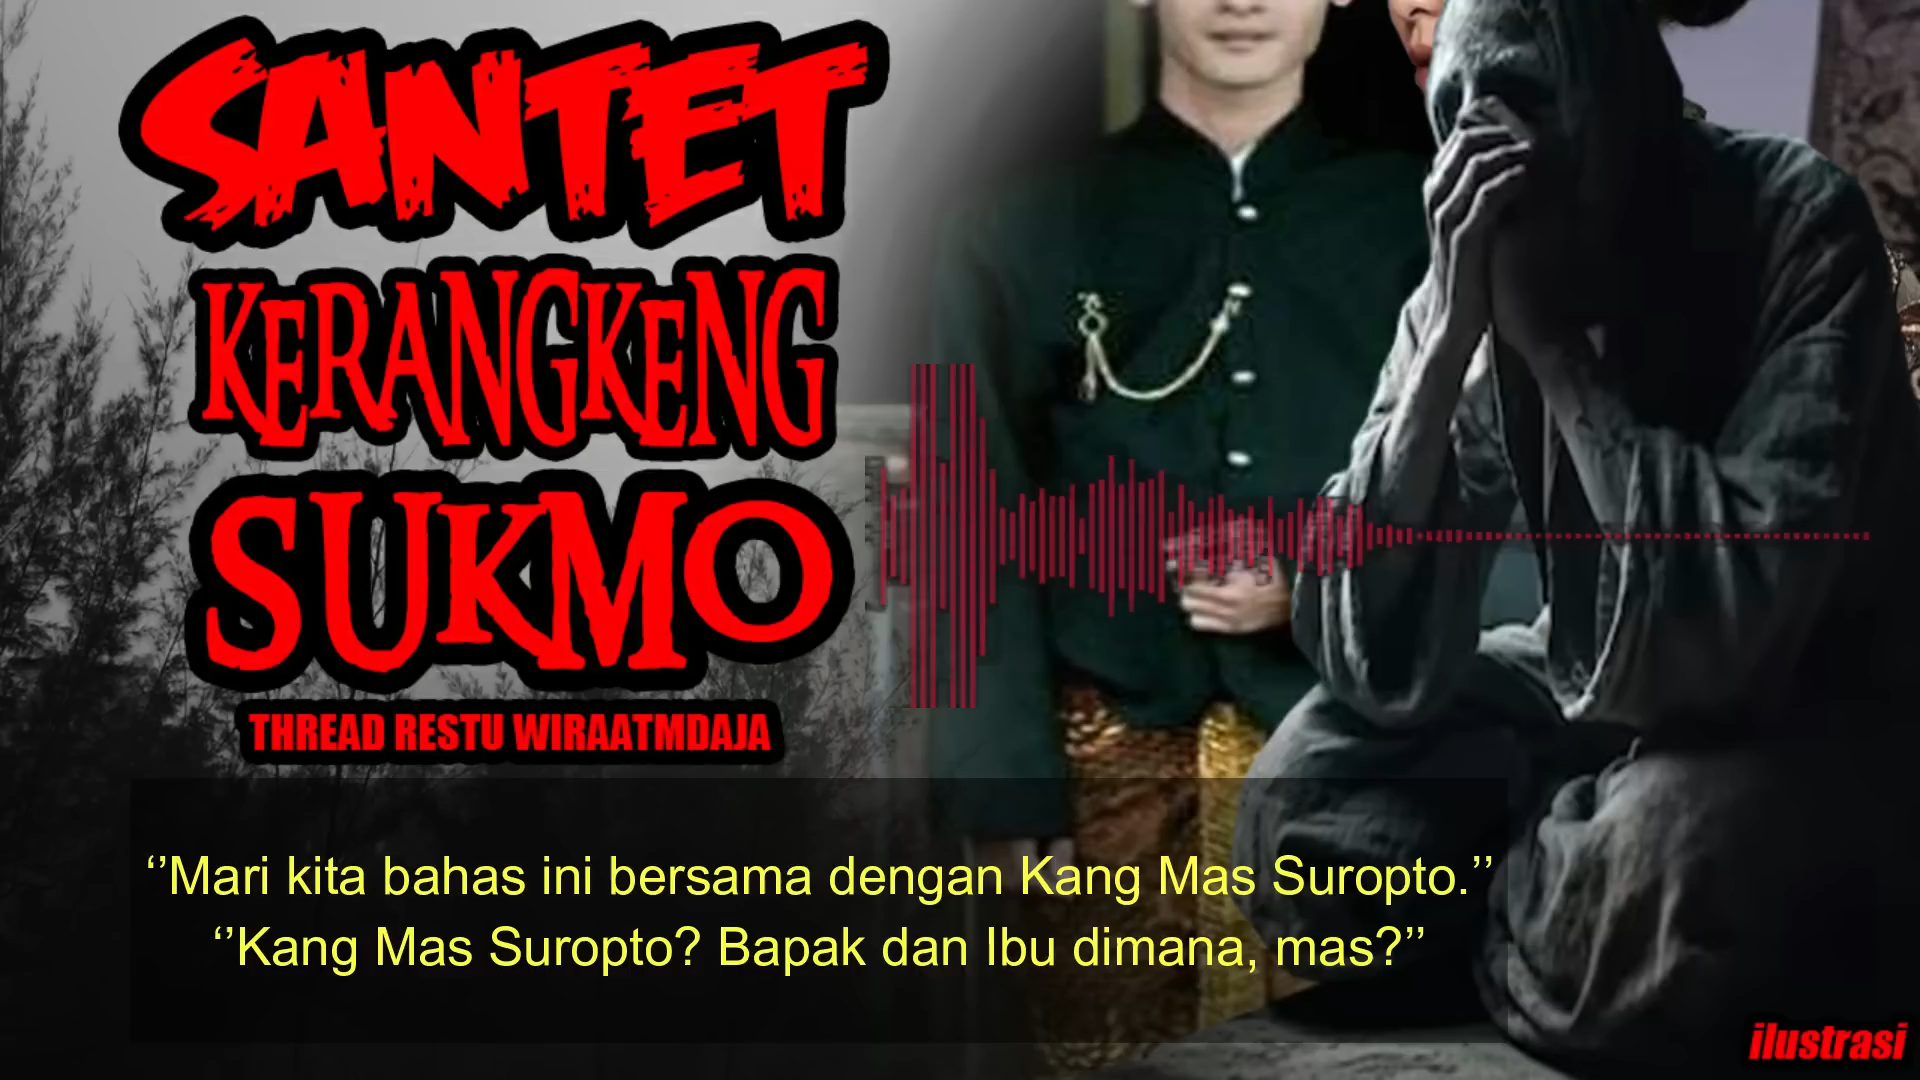 SANTET
KERANGKENG
SUKMO
THREAD RESTU WIRAATMDAJA
‘’Mari kita bahas ini bersama dengan Kang Mas Suropto.’’
‘’Kang Mas Suropto? Bapak dan Ibu dimana, mas?’’
ilustrasi